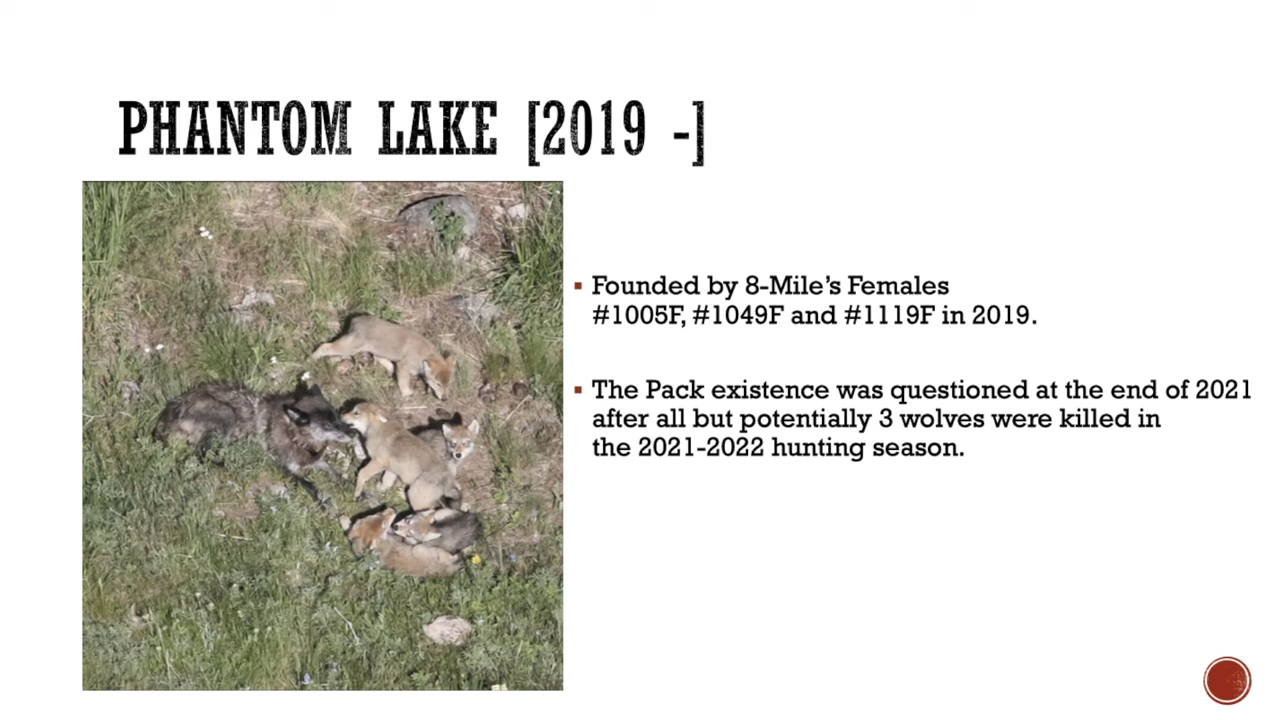 PHANTOM LAKE [2019 -]
Founded by 8-Mile’s Females
#1005F, #1049F and #1119F in 2019.
The Pack existence was questioned at the end of 2021
after all but potentially 3 wolves were killed in
the 2021-2022 hunting season.